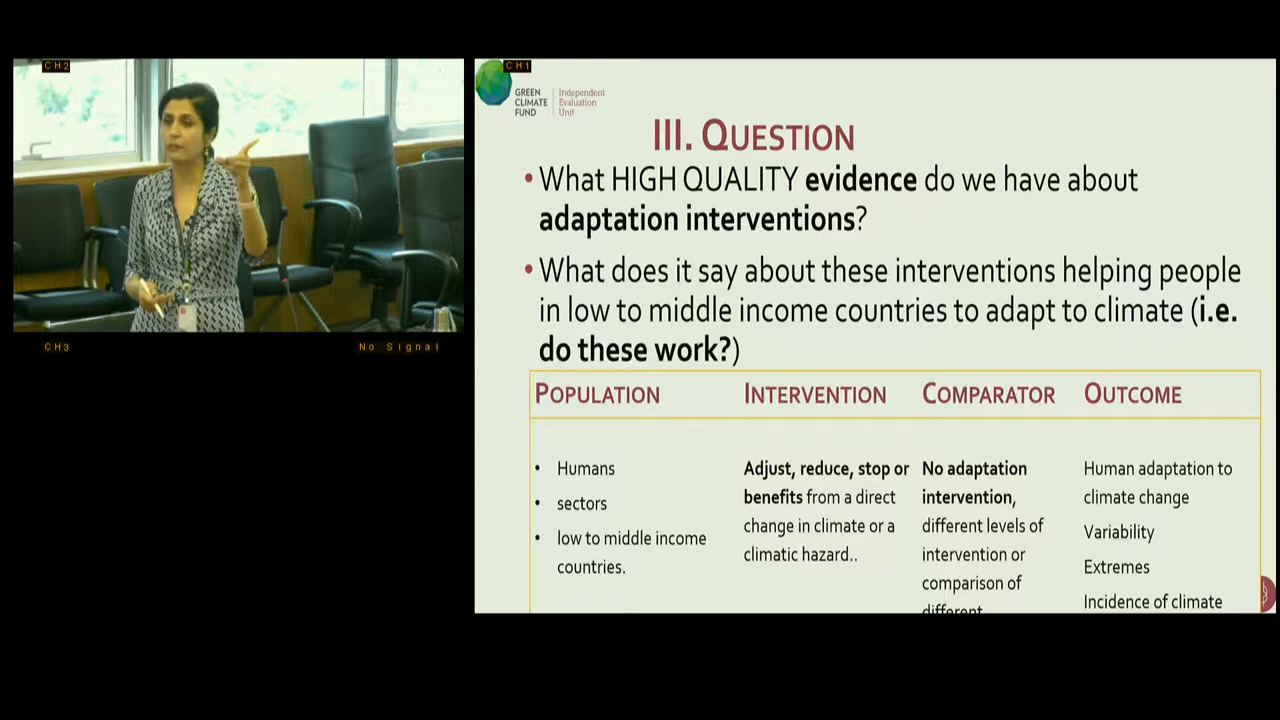 CH2
CH1
GREEN
CLIMATE
FUND
Independent
Evaluation
Unit
III. QUESTION
• What HIGH QUALITY evidence do we have about
adaptation interventions?
• What does it say about these interventions helping people
in low to middle income countries to adapt to climate (i.e.
do these work?)
CH3
No Signal
POPULATION
INTERVENTION
COMPARATOR
OUTCOME
• Humans
• sectors
• low to middle income
countries.
Adjust, reduce, stop or
benefits from a direct
change in climate or a
climatic hazard..
No adaptation
intervention,
different levels of
intervention or
comparison of
different
Human adaptation to
climate change
Variability
Extremes
Incidence of climate